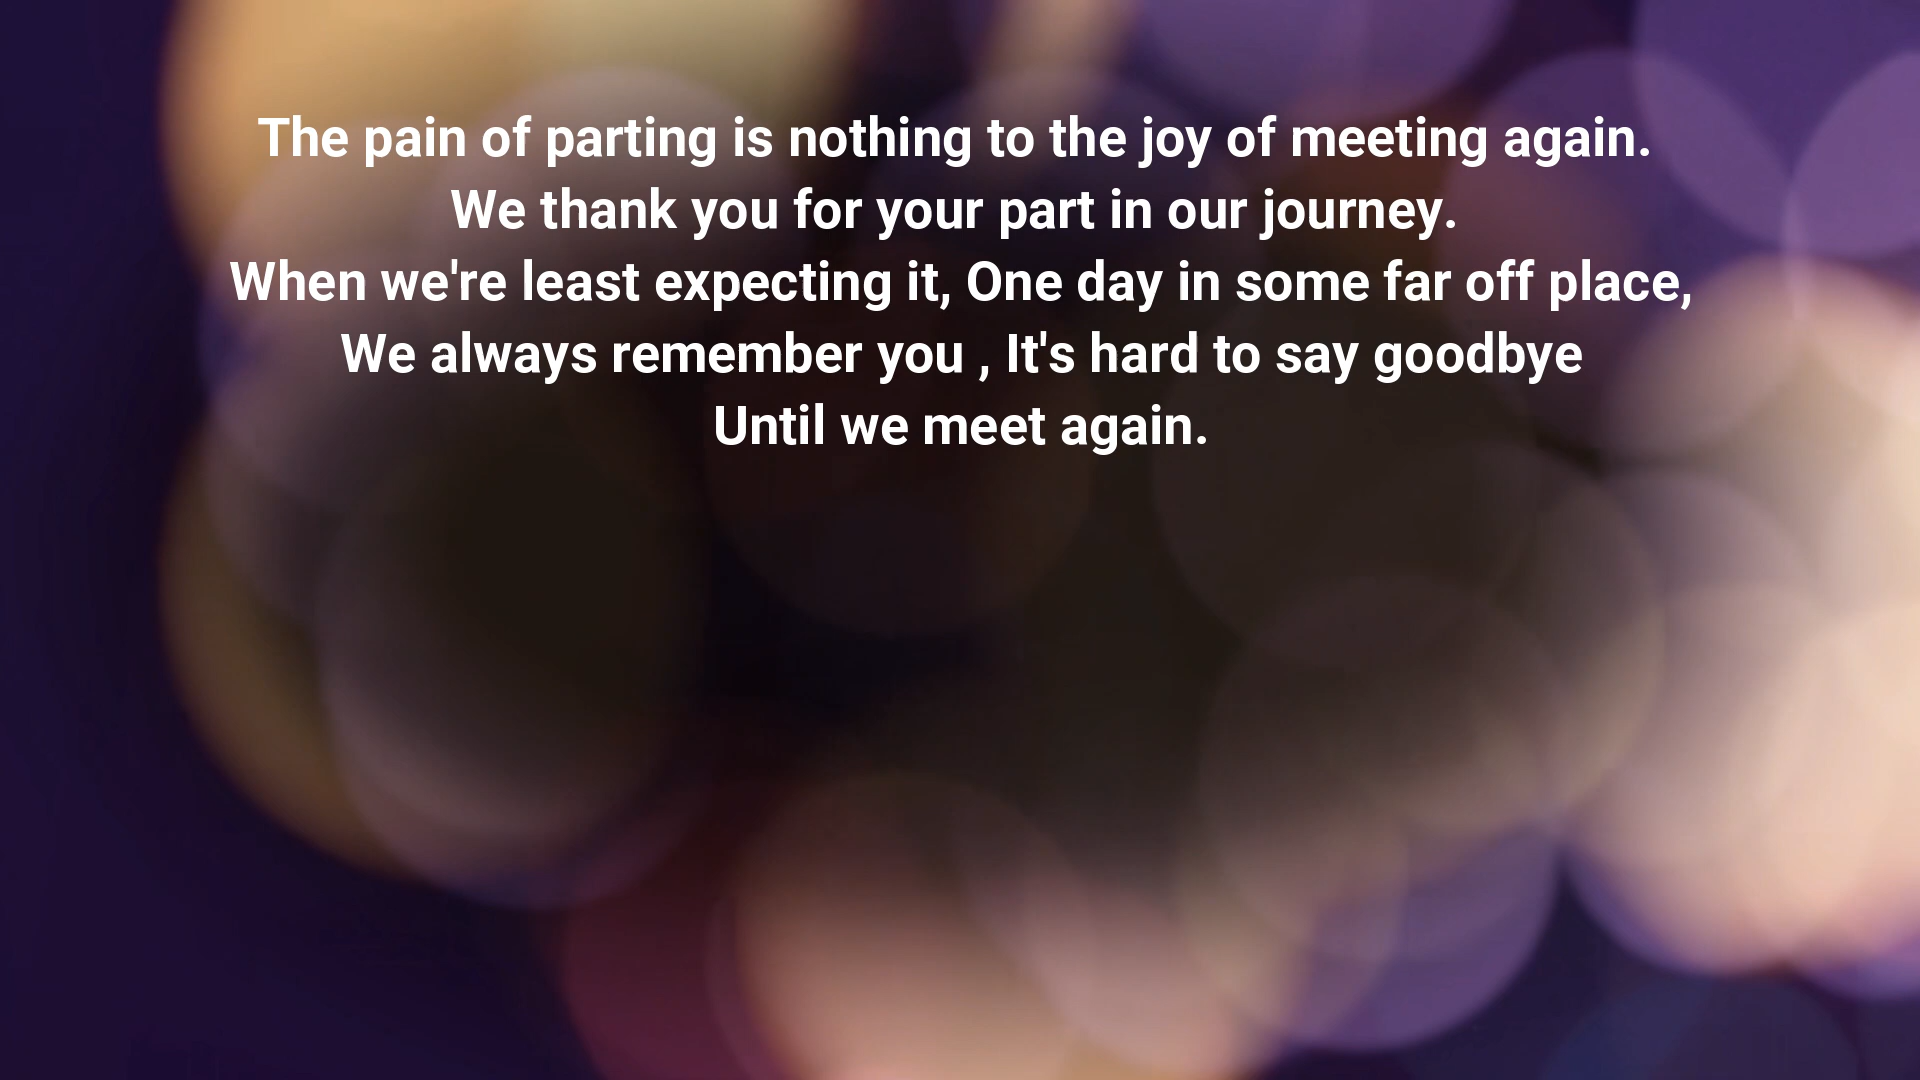 The pain of parting is nothing to the joy of meeting again.
We thank you for your part in our journey.
When we're least expecting it, One day in some far off place,
We always remember you , It's hard to say goodbye
Until we meet again.